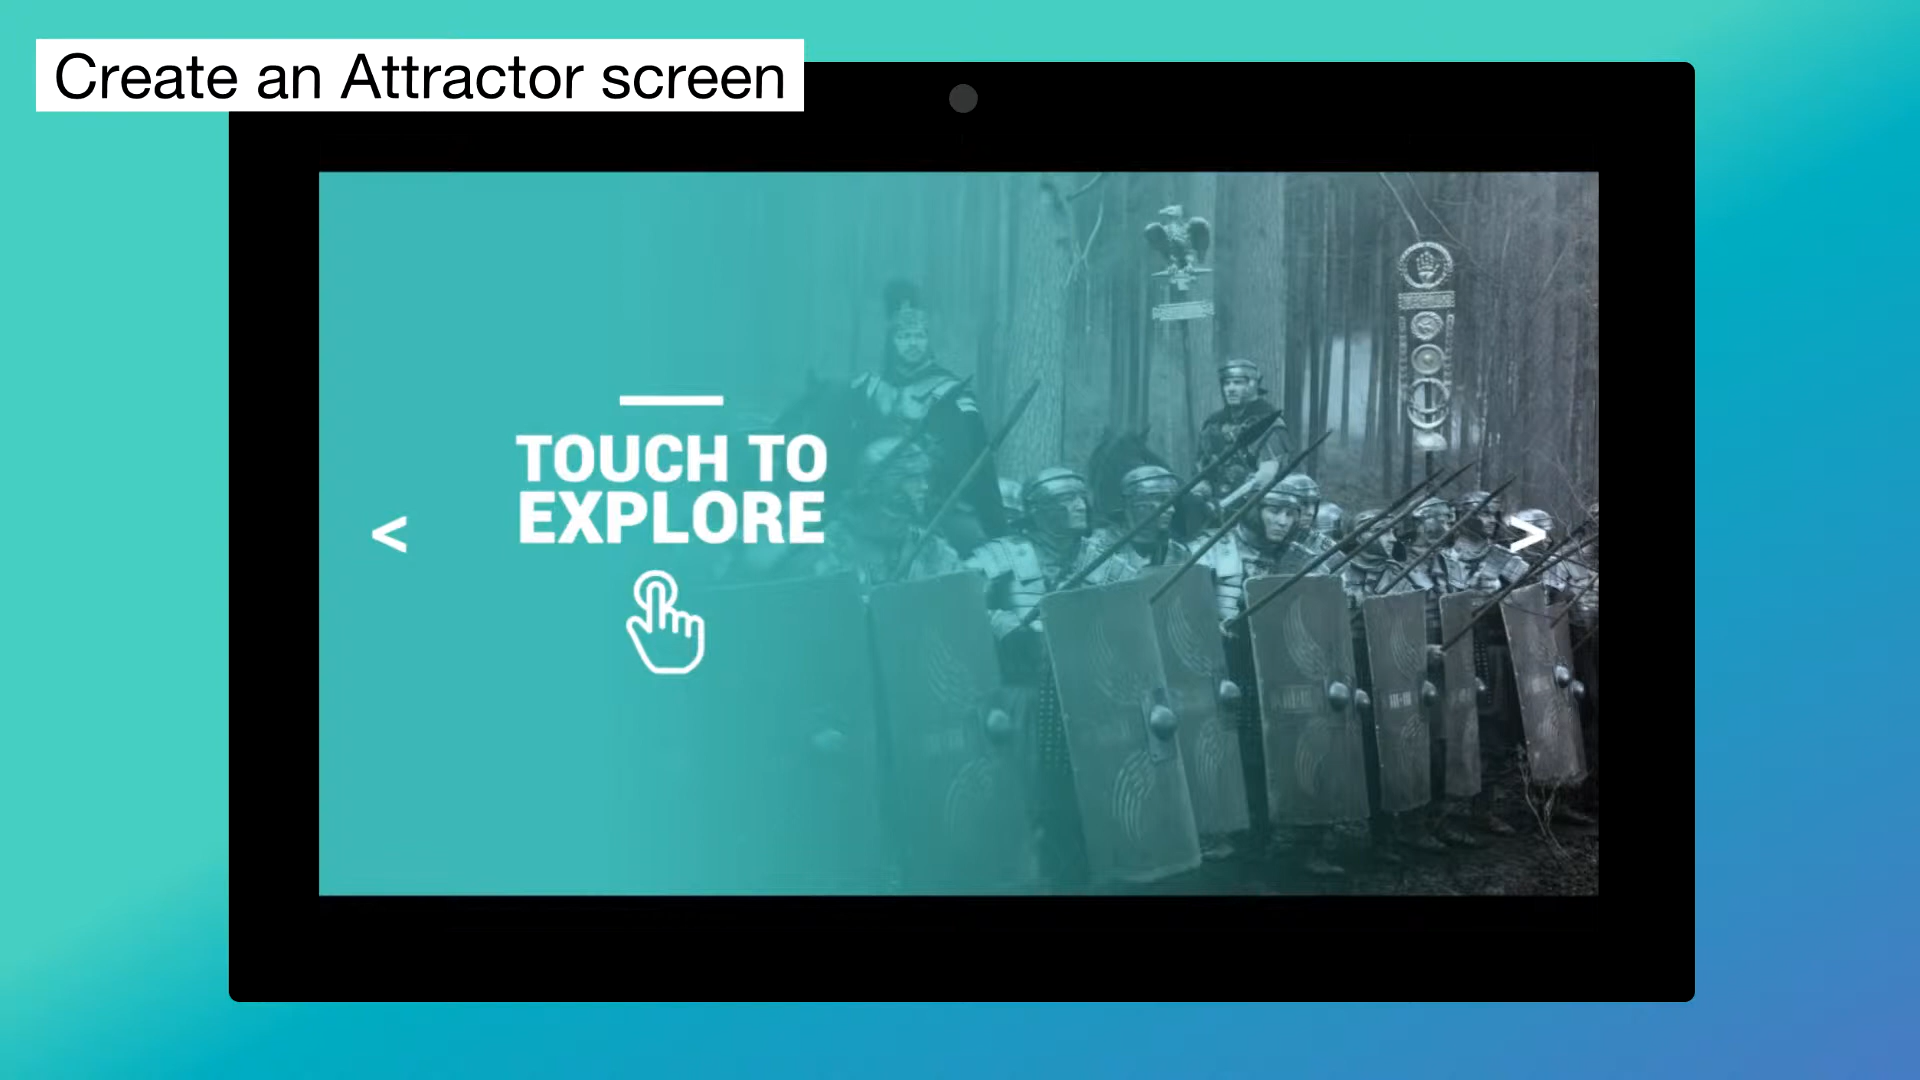 Create an Attractor screen
TOUCH TO
EXPLORE
<
>